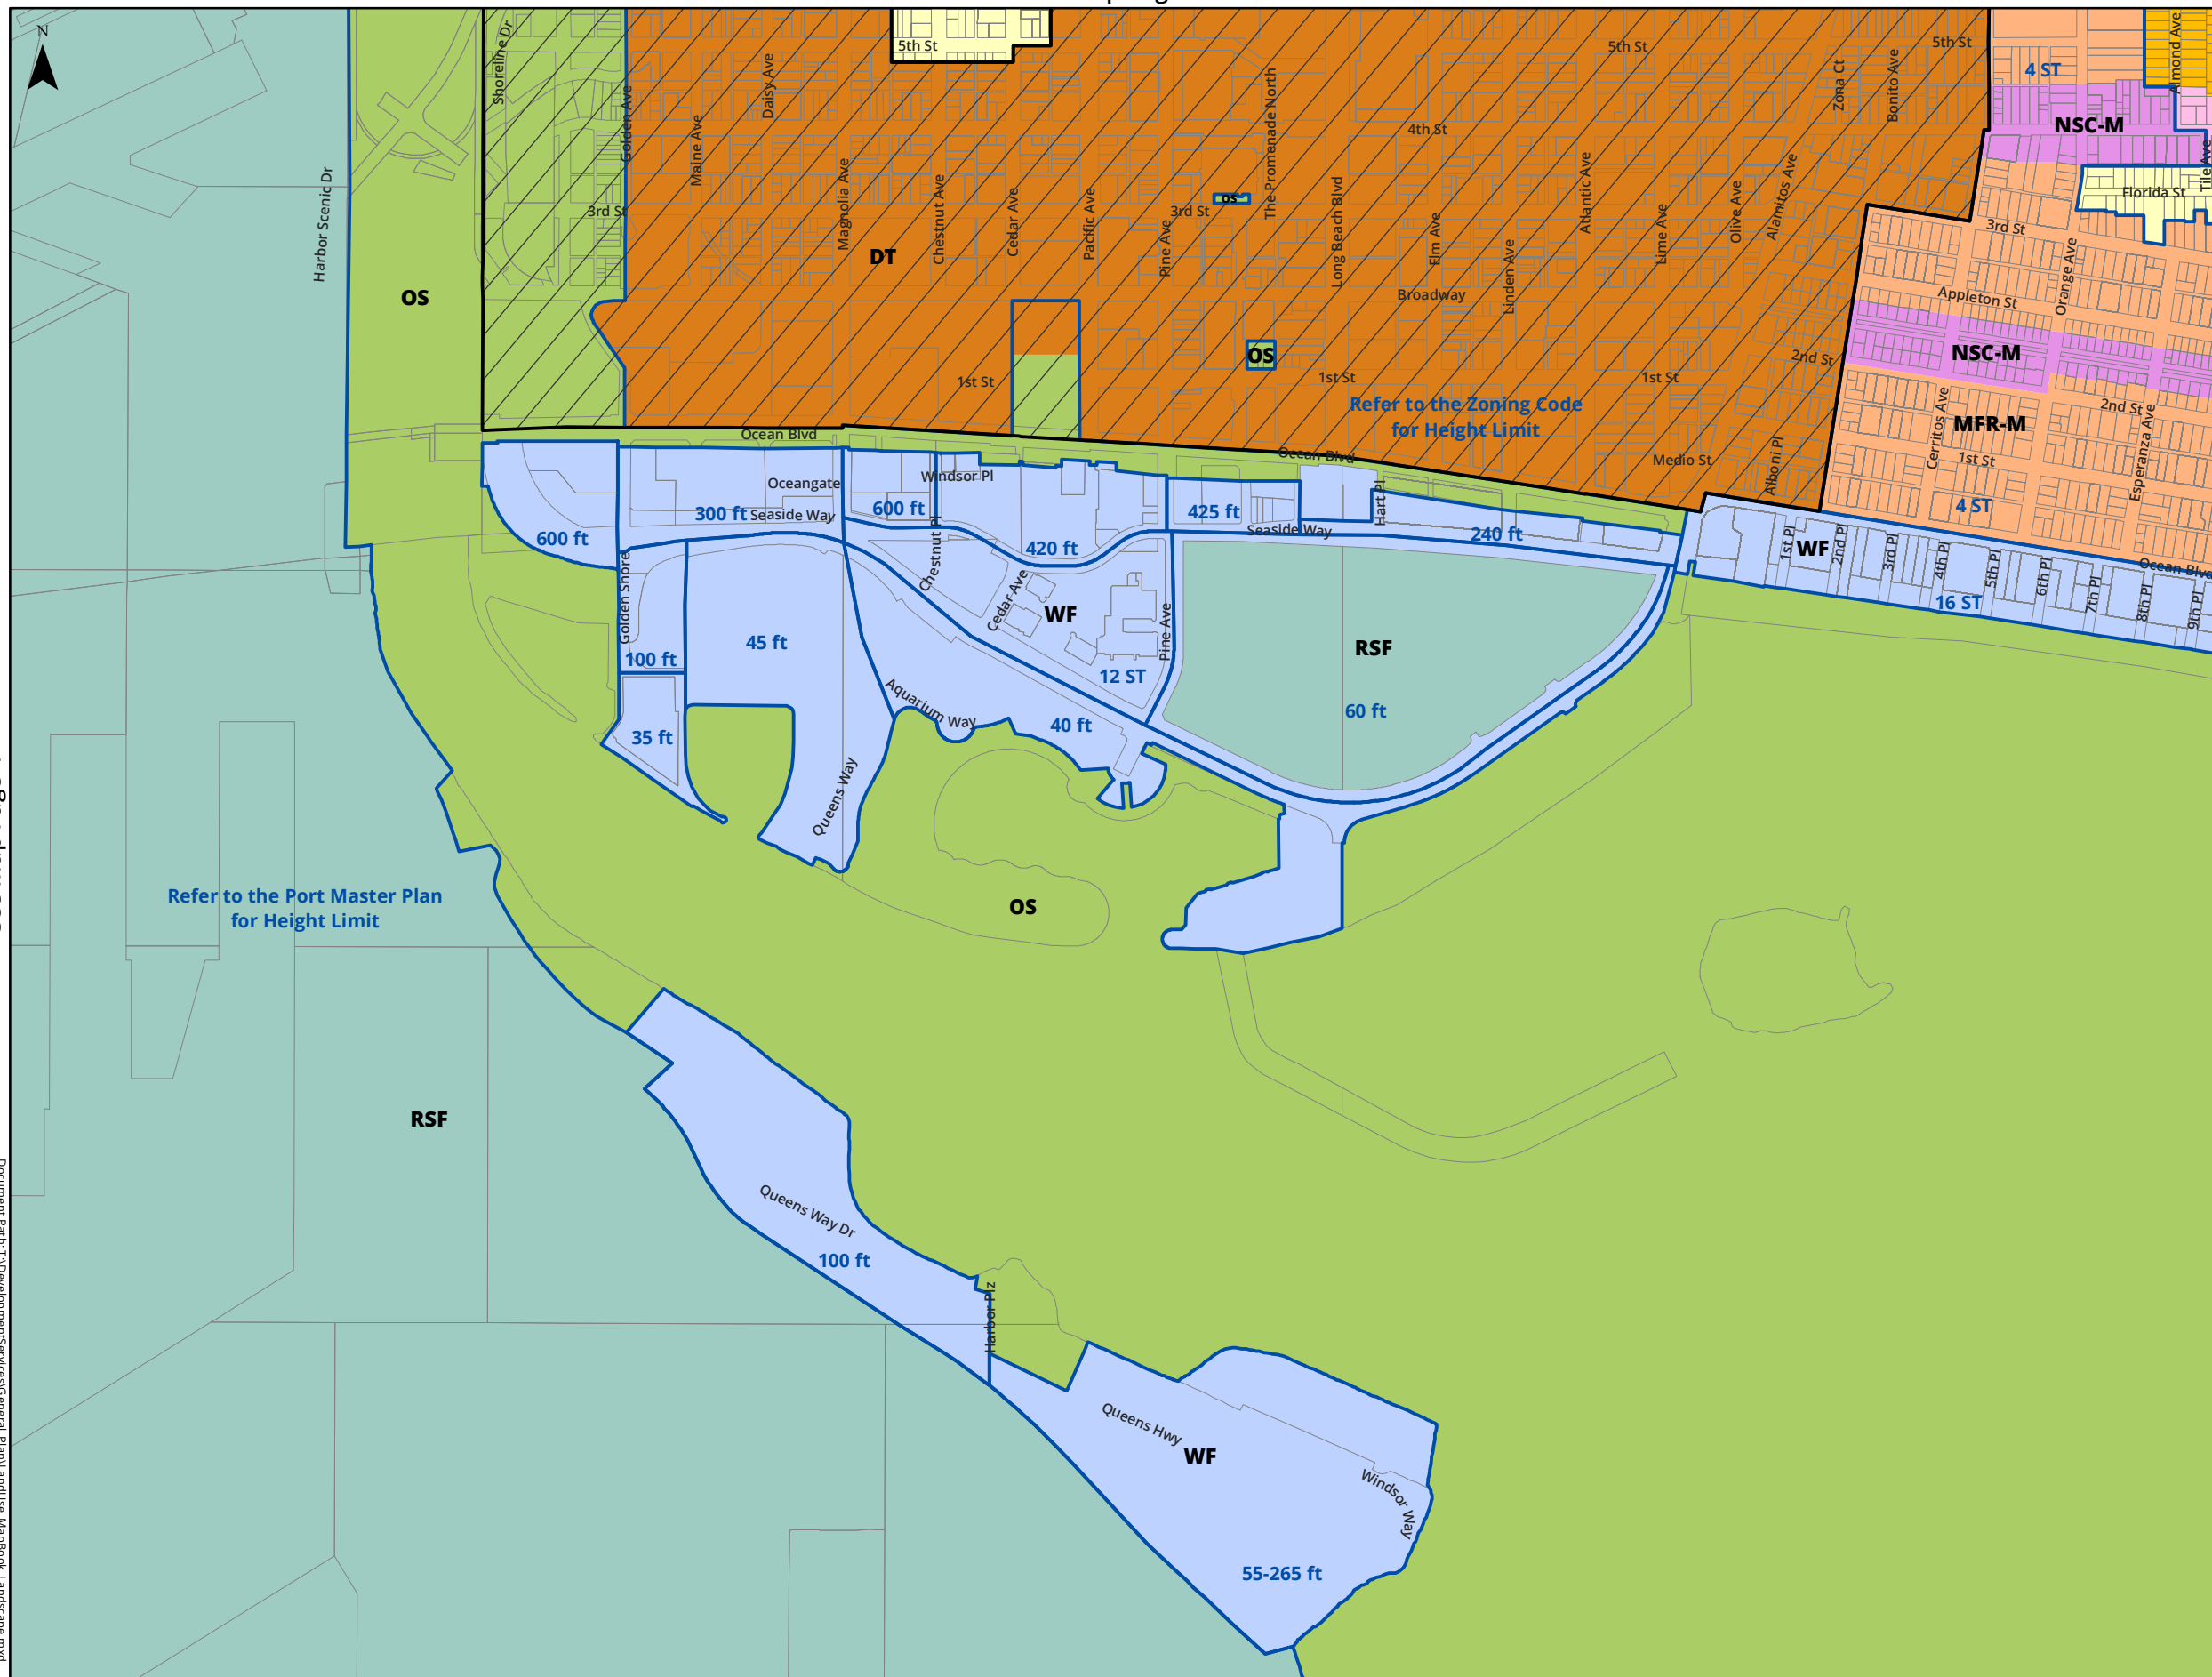 N
Shoreline Dr
5th St
5th St
5th St
Almond Ave
Daisy Ave
Golden Ave
Zona Ct
Bonito Ave
4 ST
The Promenade North
Maine Ave
4th St
NSC-M
Harbor Scenic Dr
Magnolia Ave
Chestnut Ave
Cedar Ave
Pacific Ave
Pine Ave
OS
Long Beach Blvd
Elm Ave
Linden Ave
Atlantic Ave
Lime Ave
Olive Ave
Alamitos Ave
Florida St
3rd St
3rd St
3rd St
DT
Orange Ave
OS
Broadway
Appleton St
OS
NSC-M
2nd St
1st St
1st St
1st St
Refer to the Zoning Code
for Height Limit
Cerritos Ave
2nd St
MFR-M
Esperanza Ave
Ocean Blvd
Ocean Blvd
Medio St
Alboni Pl
1st St
Oceangate
Windsor Pl
Hart Pl
4 ST
300 ft
Seaside Way
600 ft
425 ft
Seaside Way
240 ft
600 ft
Chestnut Pl
420 ft
WF
1st Pl
2nd Pl
3rd Pl
4th Pl
5th Pl
6th Pl
7th Pl
8th Pl
9th Pl
Ocean Blvd
16 ST
Golden Shore
Cedar Ave
WF
Pine Ave
RSF
45 ft
100 ft
12 ST
Aquarium Way
40 ft
60 ft
35 ft
Queens Way
Refer to the Port Master Plan
for Height Limit
OS
RSF
Queens Way Dr
100 ft
Harbor Plz
Queens Hwy
WF
Windsor Way
55-265 ft